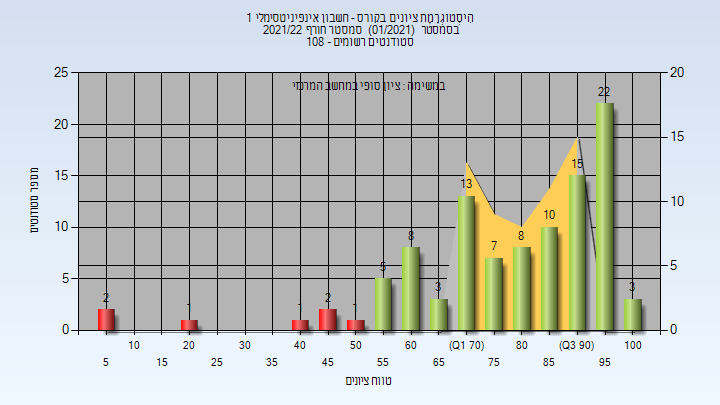 היסטוגרמת ציונים בקורס - חשבון אינפיניטסימלי 1
בסמסטר (01/2021) סמסטר חורף 2021/22
סטודנטים רשומים - 108
במשימה : ציון סופי במחשב המרכזי
25 20
20 15
15 10
10 5
5 0
0
מספר סטודנטים
2 1 1 2 1 5 8 3 13 7 8 10 15 22 3
10 20 30 40 50 60 (Q1 70) 80 (Q3 90) 100
5 15 25 35 45 55 65 75 85 95
טווח ציונים